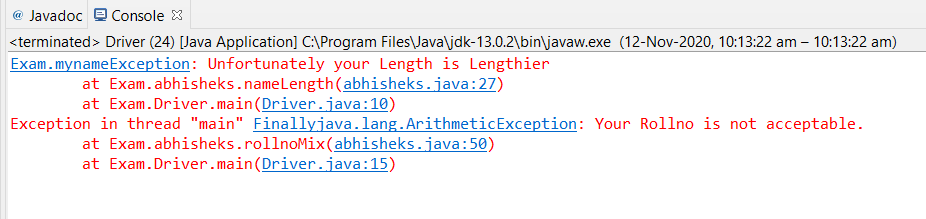 @ Javadoc Console
<terminated> Driver (24) [Java Application] C:\Program Files\Java\jdk-13.0.2\bin\javaw.exe (12-Nov-2020, 10:13:22 am – 10:13:22 am)
Exam.mynameException: Unfortunately your Length is Lengthier
at Exam.abhisheks.nameLength(abhisheks.java:27)
at Exam.Driver.main(Driver.java:10)
Exception in thread "main" Finallyjava.lang.ArithmeticException: Your Rollno is not acceptable.
at Exam.abhisheks.rollnoMix(abhisheks.java:50)
at Exam.Driver.main(Driver.java:15)